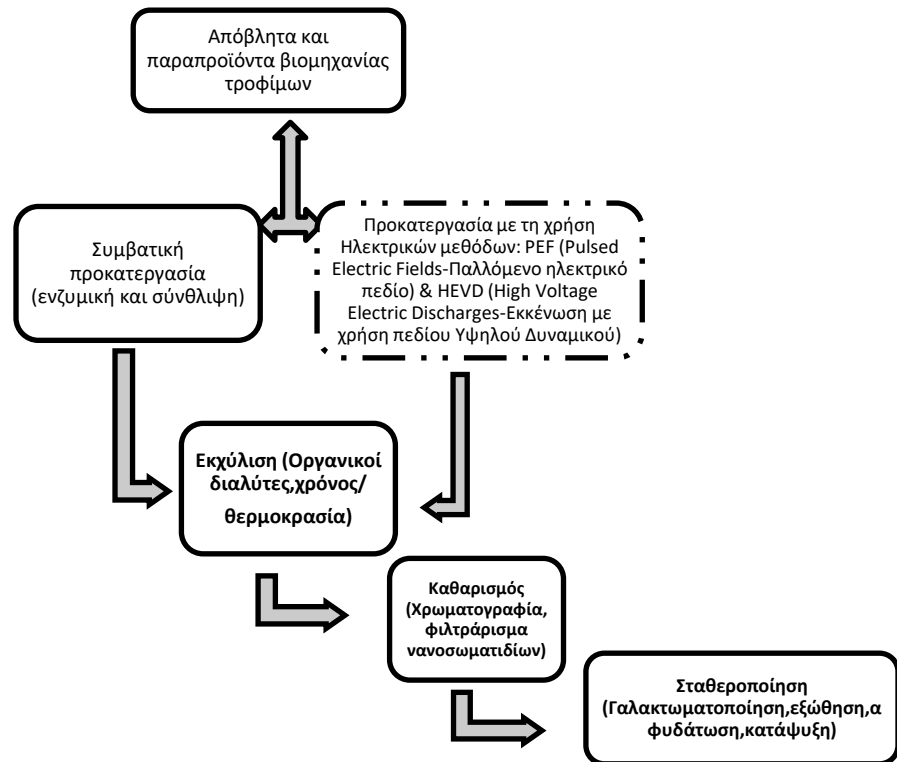 Απόβλητα και
παραπροϊόντα βιομηχανίας
τροφίμων
Συμβατική
προκατεργασία
(ενζυμική και σύνθλιψη)
Προκατεργασία με τη χρήση
Ηλεκτρικών μεθόδων: PEF (Pulsed
Electric Fields-Παλλόμενο ηλεκτρικό
πεδίο) & HEVD (High Voltage
Electric Discharges-Εκκένωση με
χρήση πεδίου Υψηλού Δυναμικού)
Εκχύλιση (Οργανικοί
διαλύτες,χρόνος/
θερμοκρασία)
Καθαρισμός
(Χρωματογραφία,
φιλτράρισμα
νανοσωματιδίων)
Σταθεροποίηση
(Γαλακτωματοποίηση,εξώθηση,α
φυδάτωση,κατάψυξη)